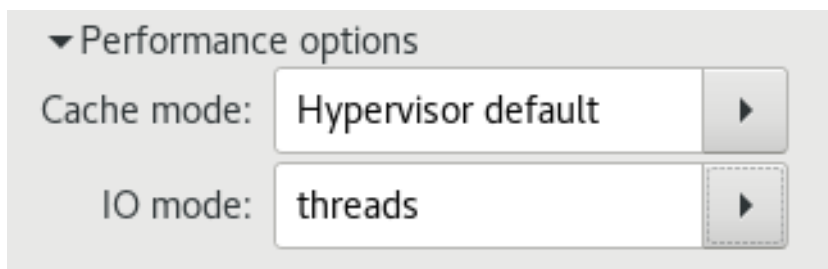 Performance options
Cache mode: Hypervisor default
IO mode: threads